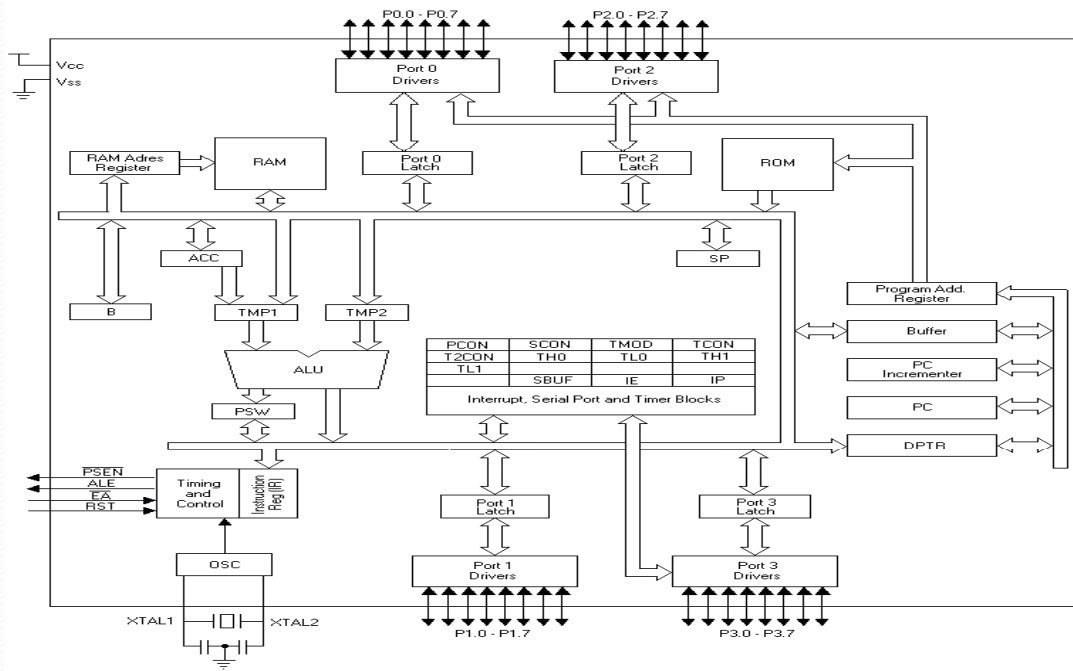 P0.0 - P0.7
P2.0 - P2.7
Vcc
Vss
Port 0
Drivers
Port 2
Drivers
RAM Adres
Register
RAM
Port 0
Latch
Port 2
Latch
ROM
ACC
SP
B
TMP1
TMP2
Program Add.
Register
Buffer
PC
Incrementer
PC
DPTR
ALU
PSW
PCON SCON TMOD TCON
T2CON TH0 TL0 TH1
TL1
SBUF IE IP
Interrupt, Serial Port and Timer Blocks
PSEN
ALE
EA
RST
Timing
and
Control
Instruction
Reg (IR)
Port 1
Latch
Port 3
Latch
OSC
Port 1
Drivers
Port 3
Drivers
XTAL1
XTAL2
P1.0 - P1.7
P3.0 - P3.7